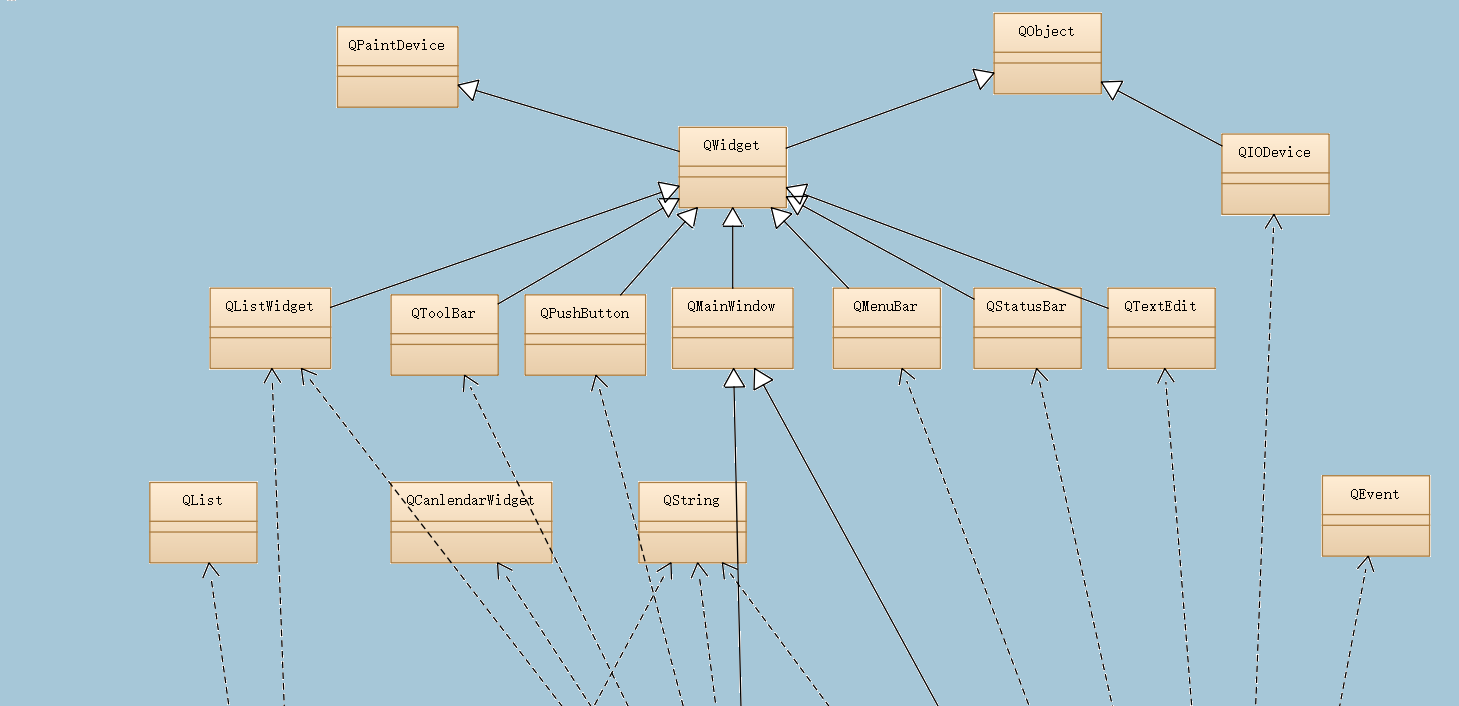 QPaintDevice
QObject
QWidget
QIODevice
QListWidget
QToolBar
QPushButton
QMainWindow
QMenuBar
QStatusBar
QTextEdit
QList
QCanlendarWidget
QString
QEvent